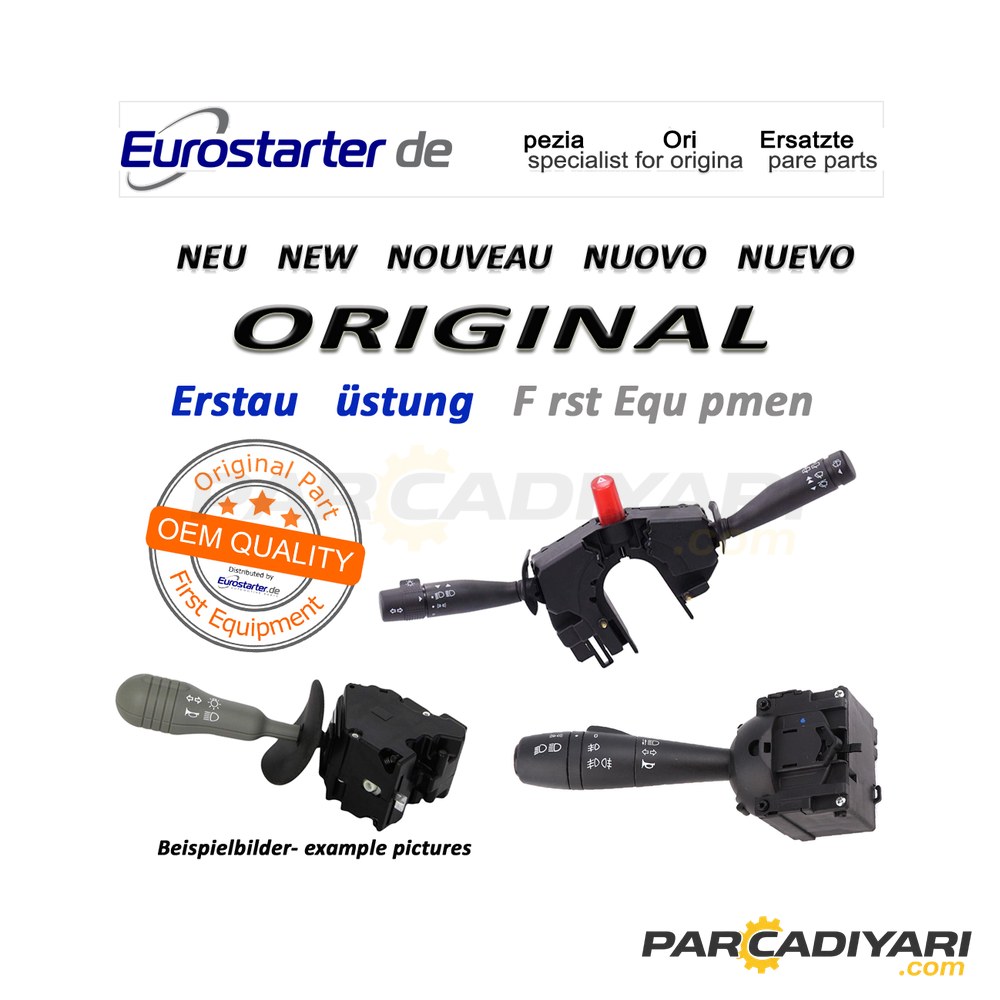 Eurostarter de
pezia Ori Ersatzte
specialist for origina pare parts
NEU NEW NOUVEAU NUOVO NUEVO
ORIGINAL
Erstau üstung F rst Equ pmen
PARCADIYARI
.com
Original Part
OEM QUALITY
Distributed by
Eurostarter.de
First Equipment
Beispielbilder- example pictures
PARCADIYARI
.com